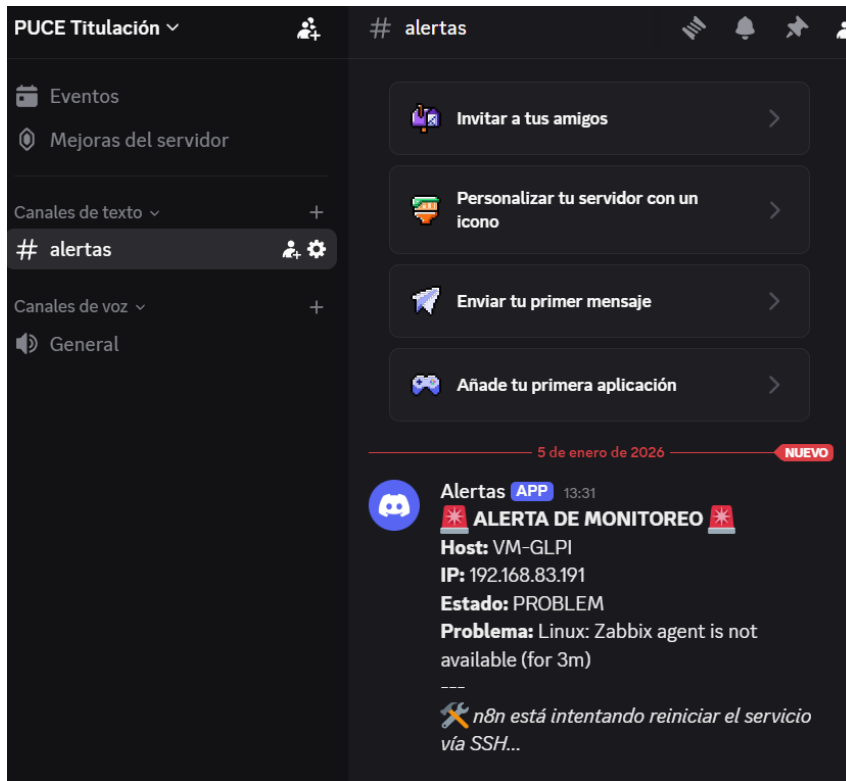 PUCE Titulación
Eventos
Mejoras del servidor
Canales de texto
# alertas
Canales de voz
General
# alertas
Invitar a tus amigos
Personalizar tu servidor con un
icono
Enviar tu primer mensaje
Añade tu primera aplicación
5 de enero de 2026
NUEVO
Alertas APP 13:31
🚨 ALERTA DE MONITOREO 🚨
Host: VM-GLPI
IP: 192.168.83.191
Estado: PROBLEM
Problema: Linux: Zabbix agent is not
available (for 3m)
---
🛠️ n8n está intentando reiniciar el servicio
vía SSH...